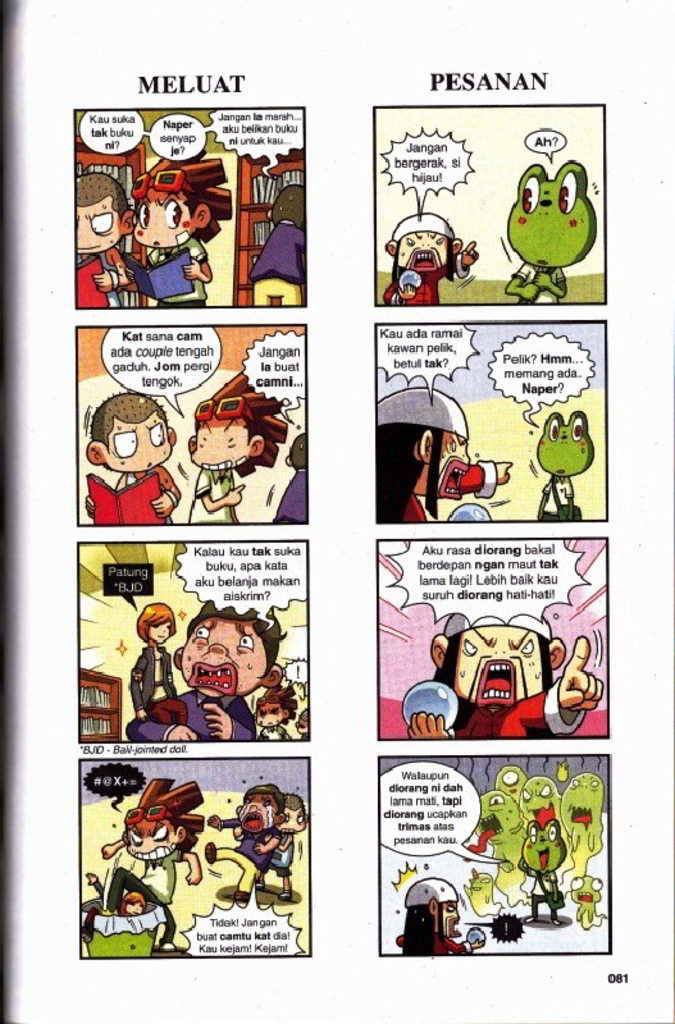 MELUAT
Kau suka
tak buku
ni?
Naper
senyap
je?
Jangan la marah...
aku belikan buku
ni untuk kau...
Kat sana cam
ada couple tengah
gaduh. Jom pergi
tengok.
Jangan
la buat
camni...
Patung
*BJD
Kalau kau tak suka
buku, apa kata
aku belanja makan
aiskrim?
!
*BJD - Ball-jointed doll.
#@X+=
Tidak! Jangan
buat camtu kat dia!
Kau kejam! Kejam!
PESANAN
Jangan
bergerak, si
hijau!
Ah?
Kau ada ramai
kawan pelik,
betul tak?
Pelik? Hmm...
memang ada.
Naper?
Aku rasa diorang bakal
berdepan ngan maut tak
lama lagi! Lebih baik kau
suruh diorang hati-hati!
Walaupun
diorang ni dah
lama mati, tapi
diorang ucapkan
trimas atas
pesanan kau.
!
081